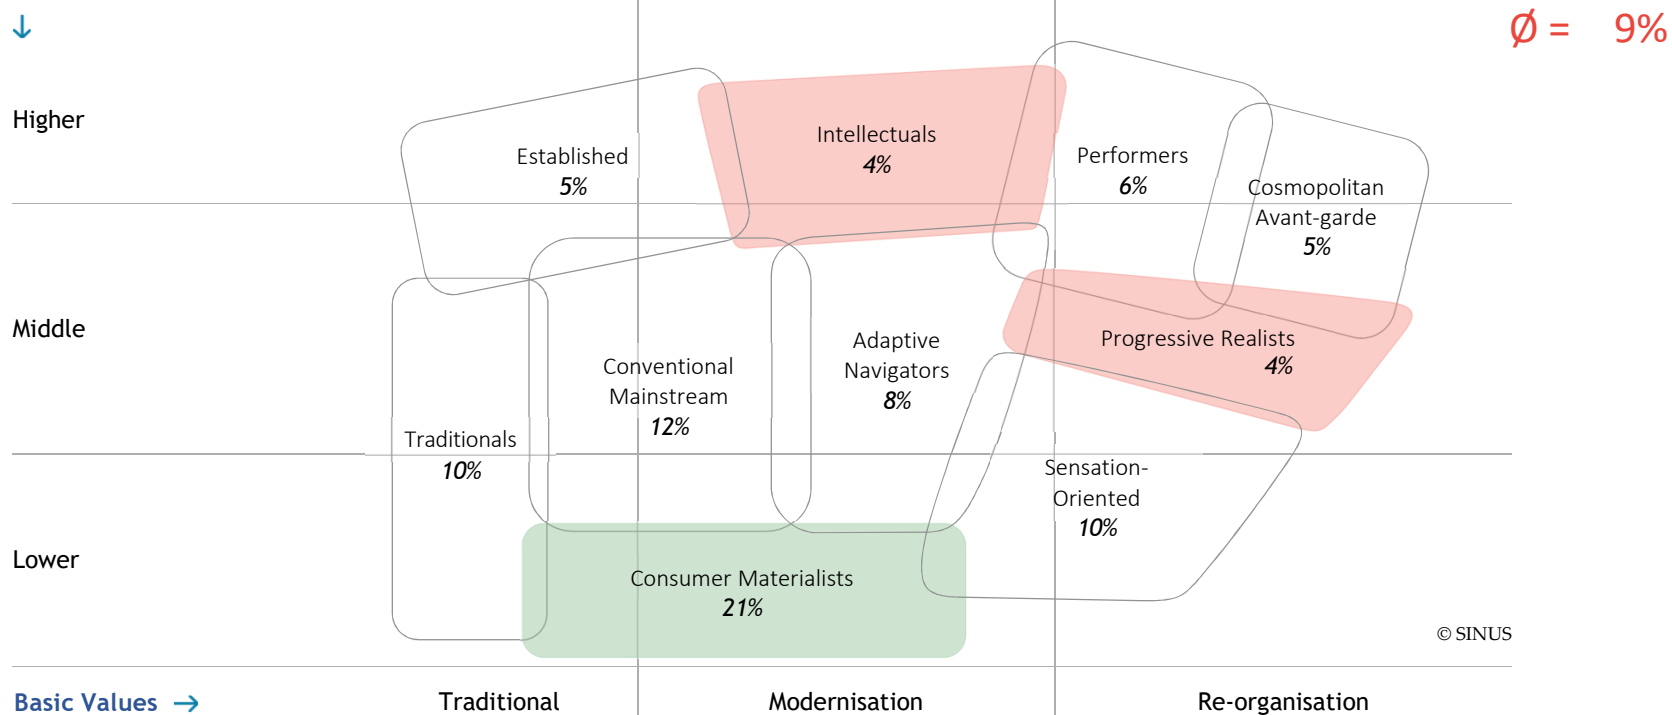 ↓
Ø = 9%
Higher
Established
5%
Intellectuals
4%
Performers
6%
Cosmopolitan
Avant-garde
5%
Middle
Conventional
Mainstream
12%
Adaptive
Navigators
8%
Progressive Realists
4%
Traditionals
10%
Sensation-
Oriented
10%
Lower
Consumer Materialists
21%
© SINUS
Basic Values →
Traditional
Modernisation
Re-organisation